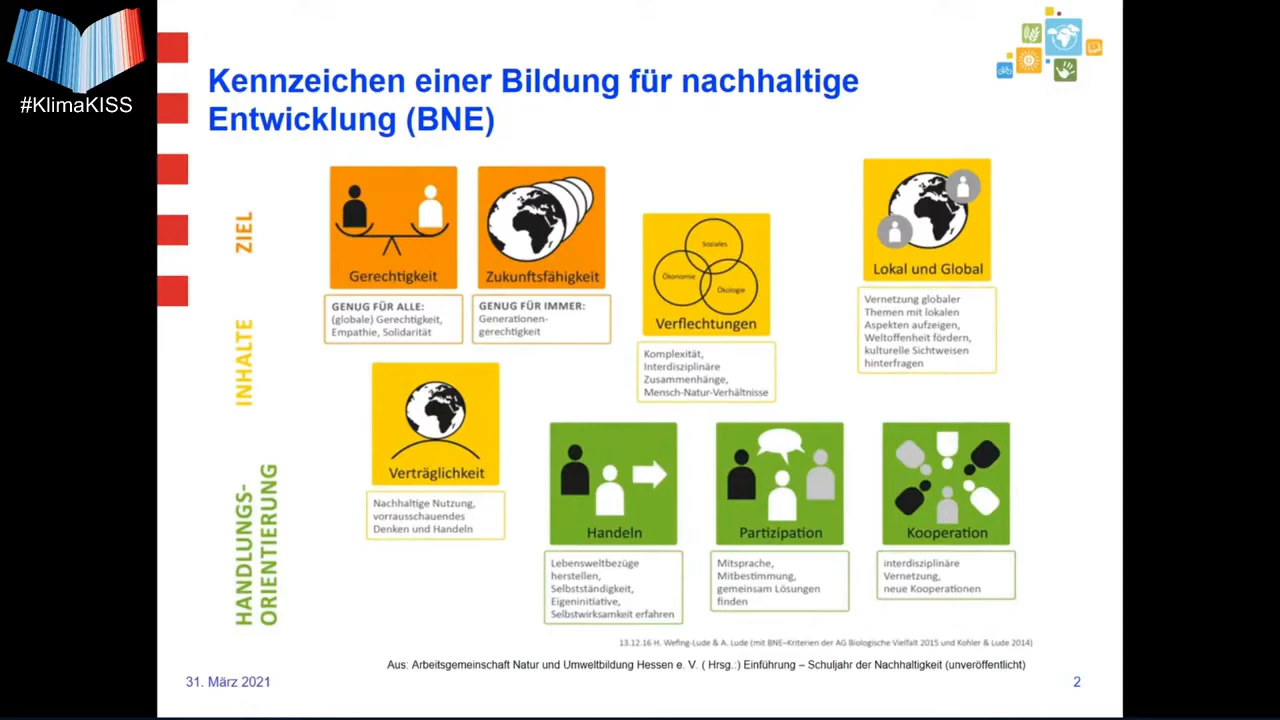 #KlimaKISS
Kennzeichen einer Bildung für nachhaltige
Entwicklung (BNE)
ZIEL
INHALTE
HANDLUNGS-
ORIENTIERUNG
Gerechtigkeit
GENUG FÜR ALLE:
(globale) Gerechtigkeit,
Empathie, Solidarität
Zukunftsfähigkeit
GENUG FÜR IMMER:
Generationen-
gerechtigkeit
Soziales
Ökonomie
Ökologie
Verflechtungen
Komplexität,
Interdisziplinäre
Zusammenhänge,
Mensch-Natur-Verhältnisse
Lokal und Global
Vernetzung globaler
Themen mit lokalen
Aspekten aufzeigen,
Weltoffenheit fördern,
kulturelle Sichtweisen
hinterfragen
Verträglichkeit
Nachhaltige Nutzung,
vorrausschauendes
Denken und Handeln
Handeln
Lebensweltbezüge
herstellen,
Selbstständigkeit,
Eigeninitiative,
Selbstwirksamkeit erfahren
Partizipation
Mitsprache,
Mitbestimmung,
gemeinsam Lösungen
finden
Kooperation
interdisziplinäre
Vernetzung,
neue Kooperationen
13.12.16 H. Wefing-Lude & A. Lude (mit BNE–Kriterien der AG Biologische Vielfalt 2015 und Kohler & Lude 2014)
Aus: Arbeitsgemeinschaft Natur und Umweltbildung Hessen e. V. ( Hrsg.:) Einführung – Schuljahr der Nachhaltigkeit (unveröffentlicht)
31. März 2021
2